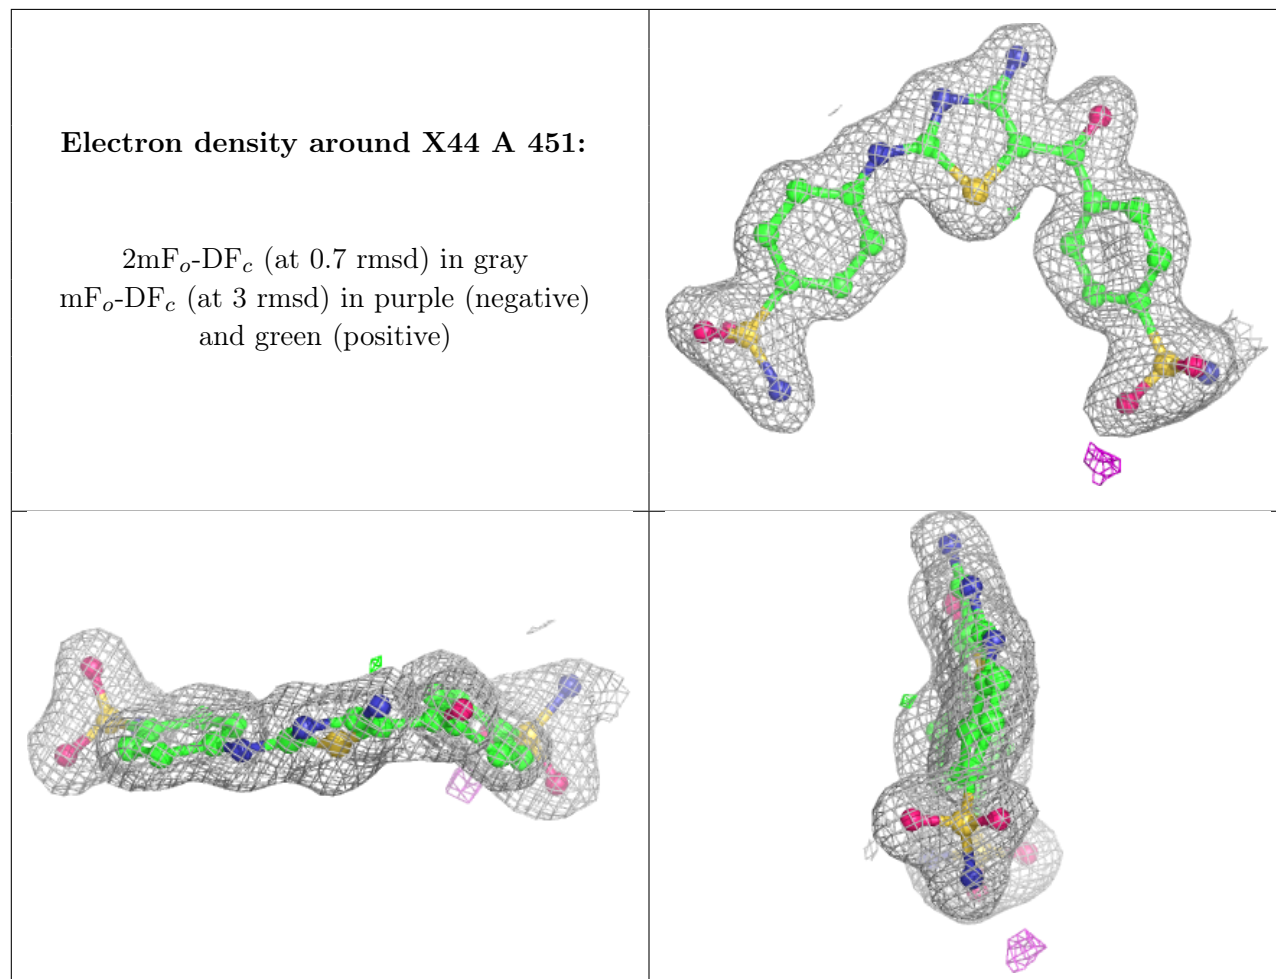 Electron density around X44 A 451:
2mFo-DFc (at 0.7 rmsd) in gray
mFo-DFc (at 3 rmsd) in purple (negative)
and green (positive)